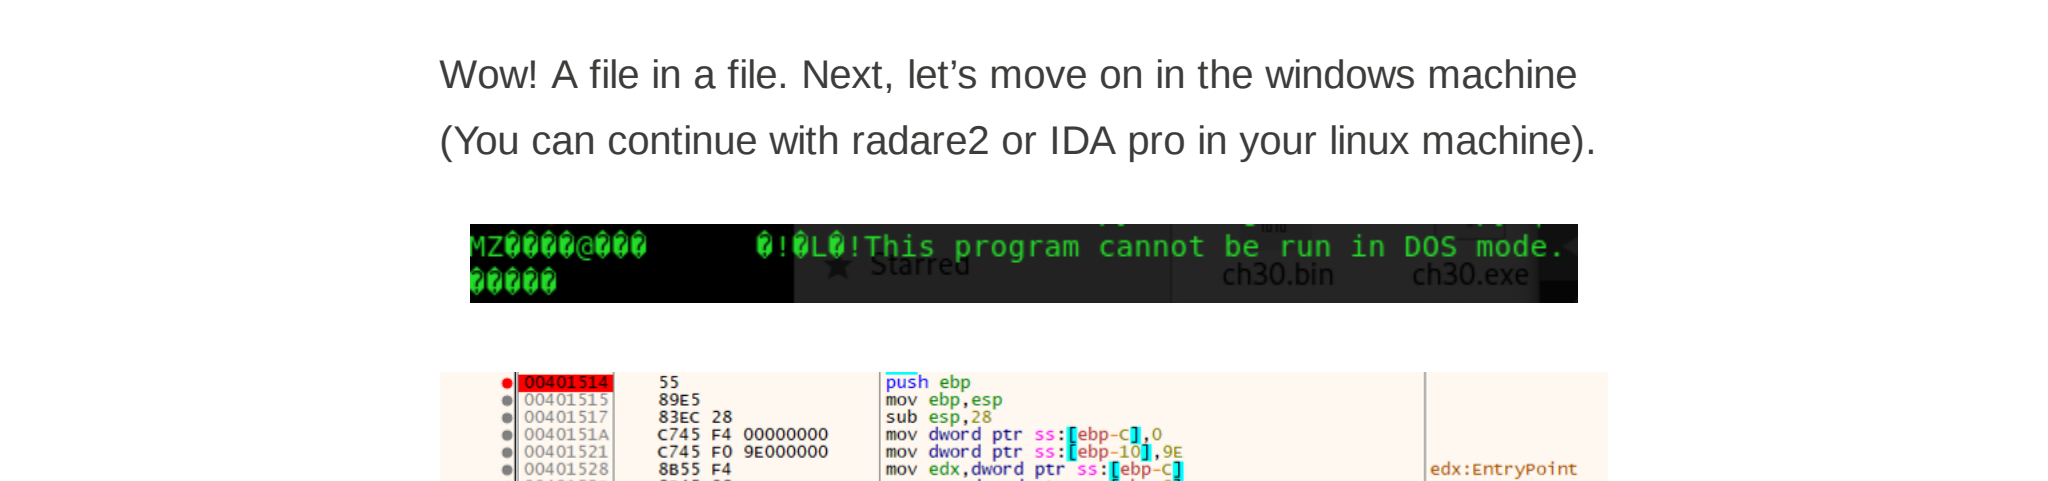 Wow! A file in a file. Next, let’s move on in the windows machine
(You can continue with radare2 or IDA pro in your linux machine).
MZ����@��� �!�L�!This program cannot be run in DOS mode.
Starred ch30.bin ch30.exe
�����
00401514 55 push ebp
00401515 89E5 mov ebp,esp
00401517 83EC 28 sub esp,28
0040151A C745 F4 00000000 mov dword ptr ss:[ebp-C],0
00401521 C745 F0 9E000000 mov dword ptr ss:[ebp-10],9E
00401528 8B55 F4 mov edx,dword ptr ss:[ebp-C] edx:EntryPoint